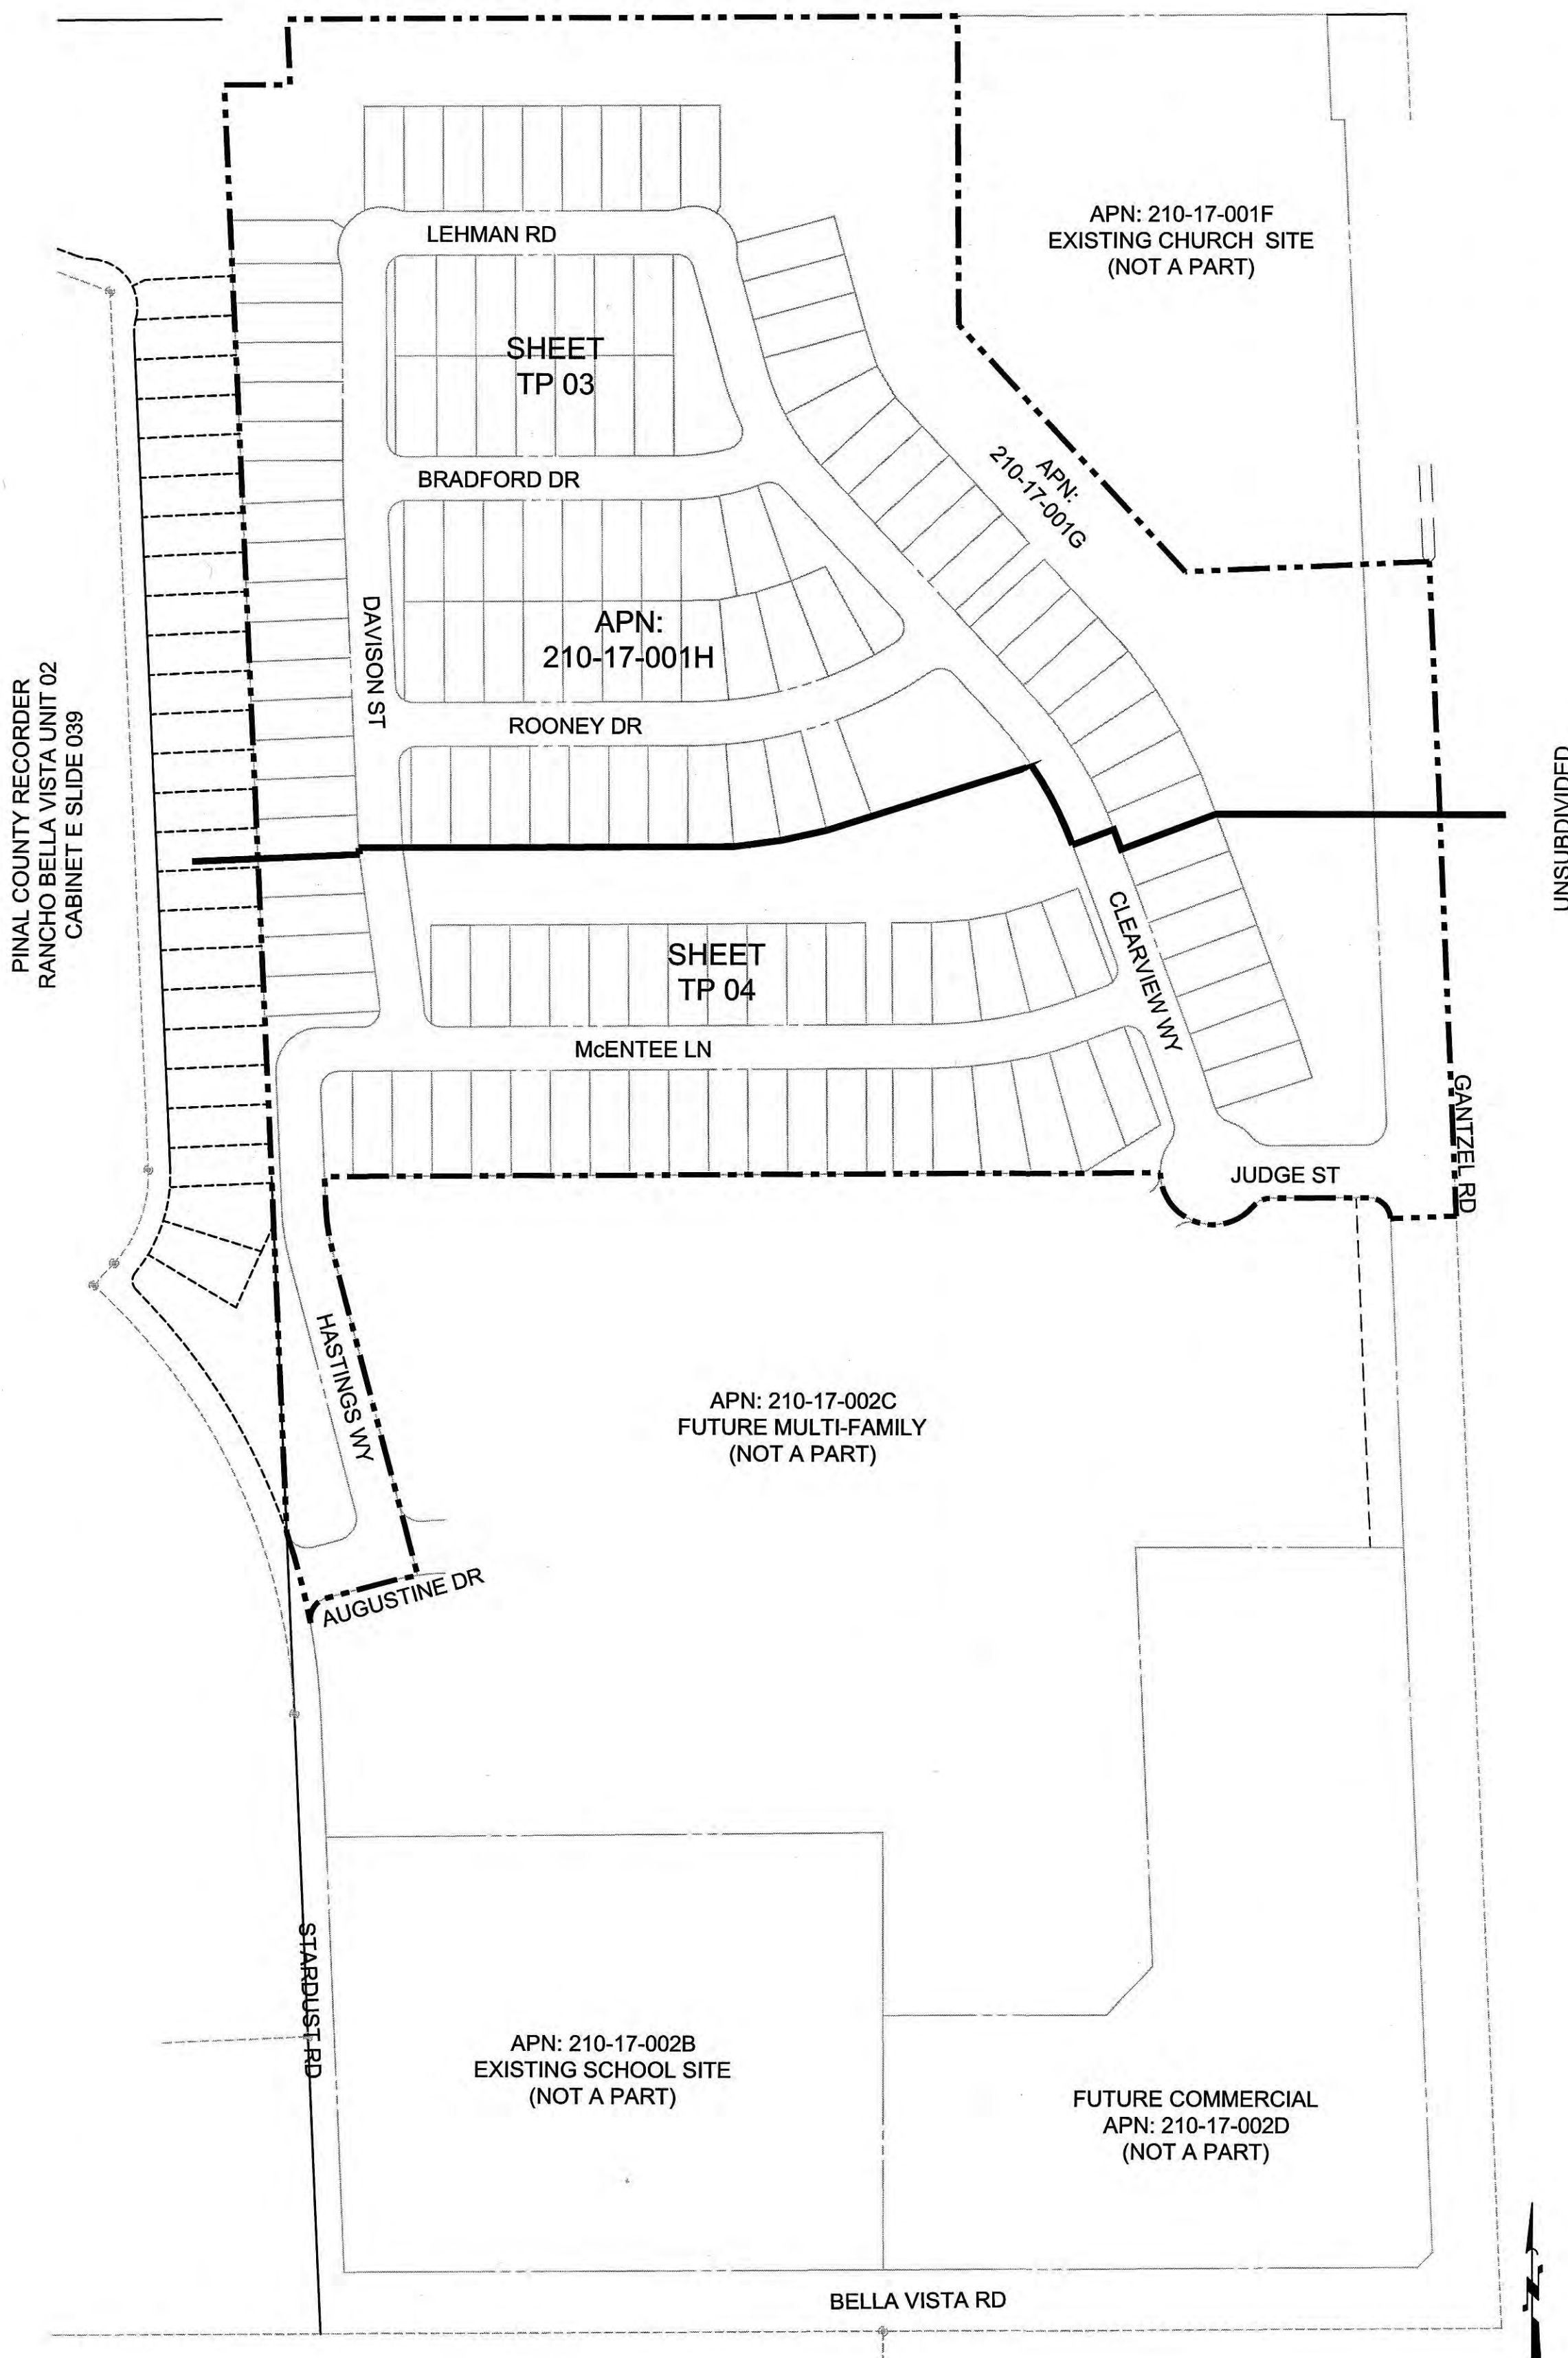 APN: 210-17-001F
EXISTING CHURCH SITE
(NOT A PART)
LEHMAN RD
SHEET
TP 03
BRADFORD DR
APN:
210-17-001G
DAVISON ST
APN:
210-17-001H
ROONEY DR
PINAL COUNTY RECORDER
RANCHO BELLA VISTA UNIT 02
CABINET E SLIDE 039
UNSUBDIVIDED
SHEET
TP 04
CLEARVIEW WY
McENTEE LN
GANTZEL RD
JUDGE ST
HASTINGS WY
APN: 210-17-002C
FUTURE MULTI-FAMILY
(NOT A PART)
AUGUSTINE DR
STARDUST RD
APN: 210-17-002B
EXISTING SCHOOL SITE
(NOT A PART)
FUTURE COMMERCIAL
APN: 210-17-002D
(NOT A PART)
BELLA VISTA RD
N